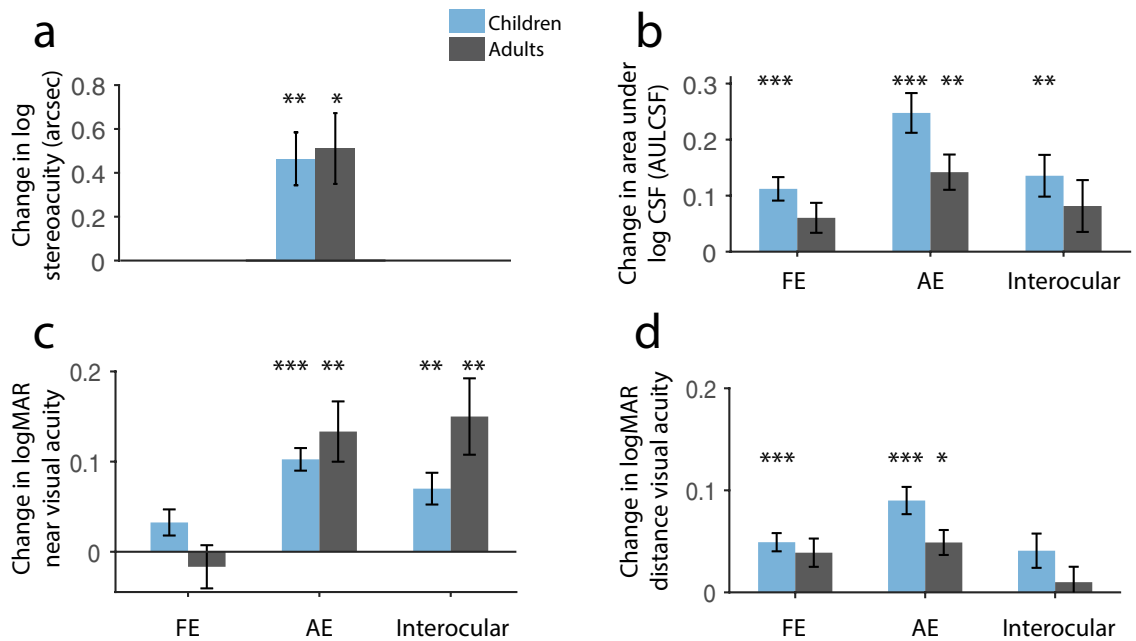 a
Children
Adults
Change in log
stereoacuity (arcsec)
0.8
0.6
0.4
0.2
0
** *
b
Change in area under
log CSF (AULCSF)
0.3
0.2
0.1
0
*** *** ** **
FE AE Interocular
c
Change in logMAR
near visual acuity
0.2
0.1
0
*** ** ** **
FE AE Interocular
d
Change in logMAR
distance visual acuity
0.2
0.1
0
*** *** *
FE AE Interocular